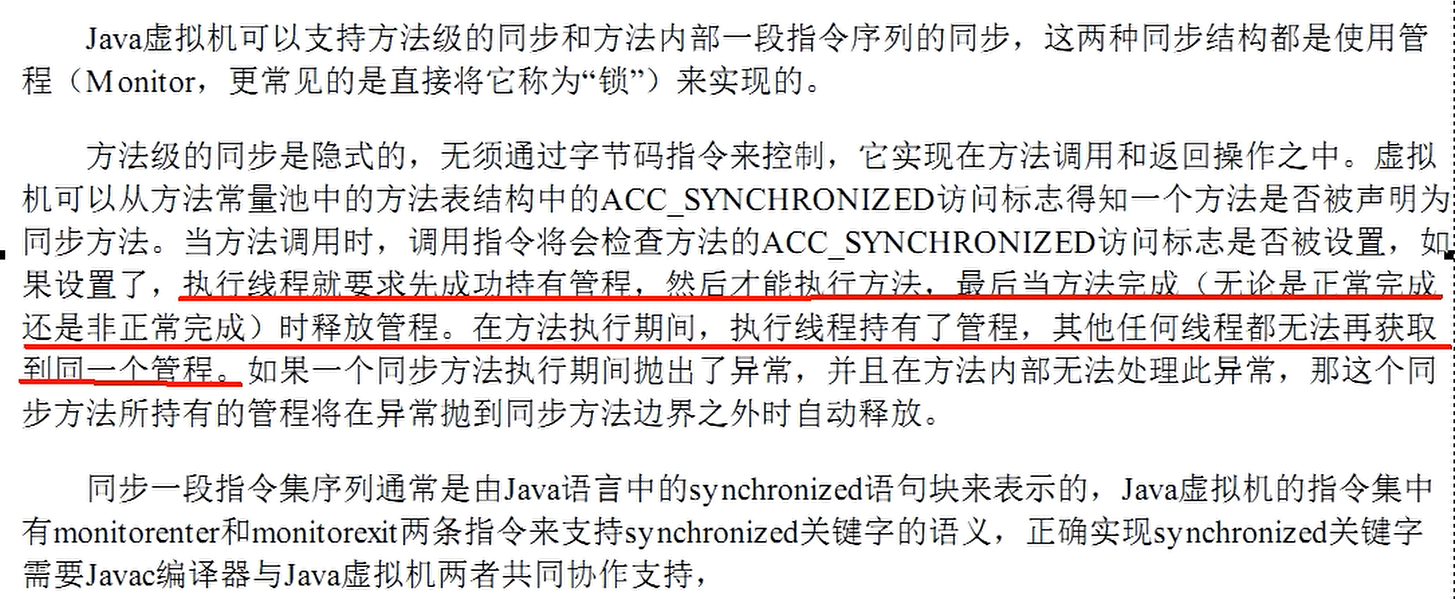 Java虚拟机可以支持方法级的同步和方法内部一段指令序列的同步，这两种同步结构都是使用管
程（Monitor，更常见的是直接将它称为“锁”）来实现的。
方法级的同步是隐式的，无须通过字节码指令来控制，它实现在方法调用和返回操作之中。虚拟
机可以从方法常量池中的方法表结构中的ACC_SYNCHRONIZED访问标志得知一个方法是否被声明为
同步方法。当方法调用时，调用指令将会检查方法的ACC_SYNCHRONIZED访问标志是否被设置，如
果设置了，执行线程就要求先成功持有管程，然后才能执行方法，最后当方法完成（无论是正常完成
还是非正常完成）时释放管程。在方法执行期间，执行线程持有了管程，其他任何线程都无法再获取
到同一个管程。如果一个同步方法执行期间抛出了异常，并且在方法内部无法处理此异常，那这个同
步方法所持有的管程将在异常抛到同步方法边界之外时自动释放。
同步一段指令集序列通常是由Java语言中的synchronized语句块来表示的，Java虚拟机的指令集中
有monitorenter和monitorexit两条指令来支持synchronized关键字的语义，正确实现synchronized关键字
需要Javac编译器与Java虚拟机两者共同协作支持，